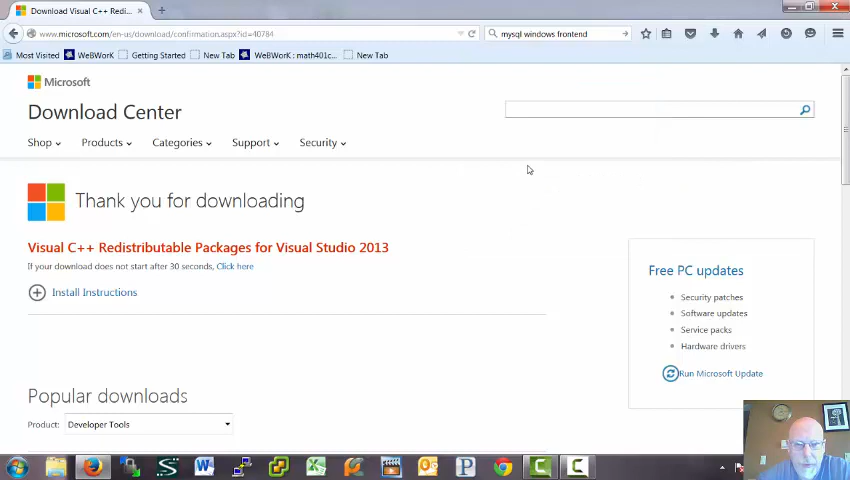 Download Visual C++ Redi...
www.microsoft.com/en-us/download/confirmation.aspx?id=40784
mysql windows frontend
Most Visited
WeBWorK
Getting Started
New Tab
WeBWorK : math401c...
New Tab
Microsoft
Download Center
Shop
Products
Categories
Support
Security
Thank you for downloading
Visual C++ Redistributable Packages for Visual Studio 2013
If your download does not start after 30 seconds, Click here
Install Instructions
Free PC updates
Security patches
Software updates
Service packs
Hardware drivers
Run Microsoft Update
Popular downloads
Product: Developer Tools